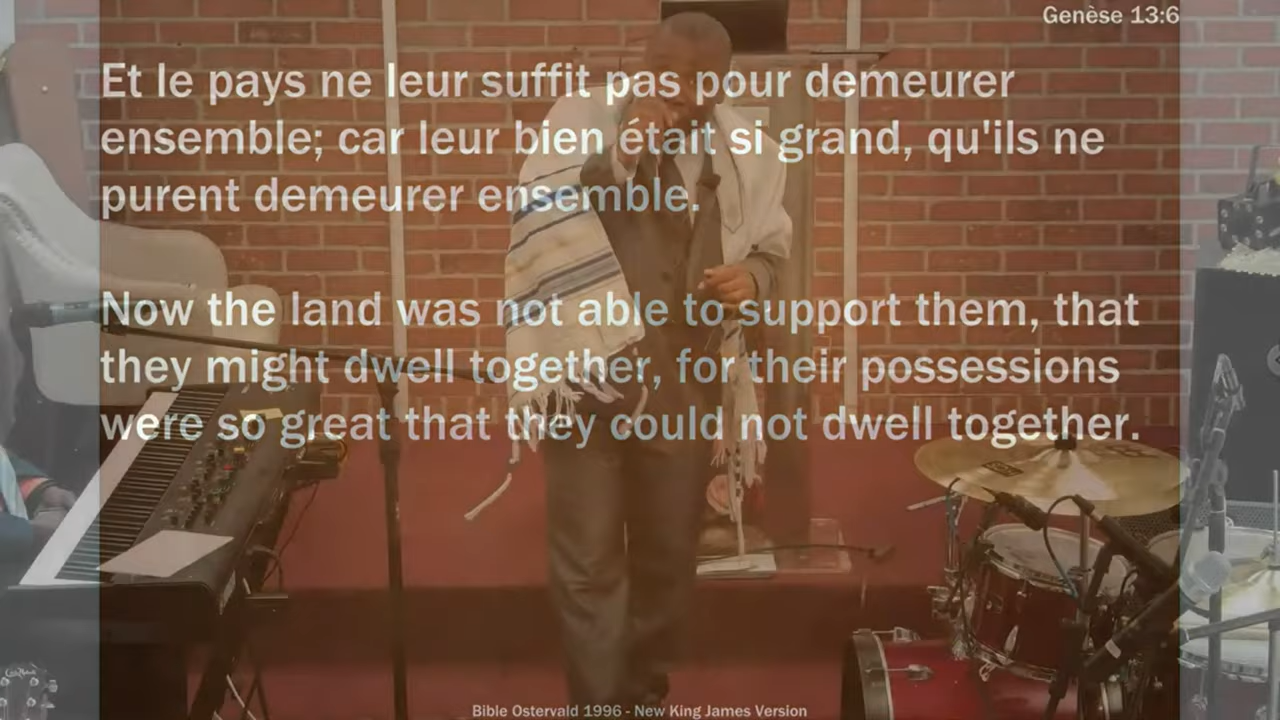 Genèse 13:6
Et le pays ne leur suffit pas pour demeurer
ensemble; car leur bien était si grand, qu'ils ne
purent demeurer ensemble.
Now the land was not able to support them, that
they might dwell together, for their possessions
were so great that they could not dwell together.
Bible Ostervald 1996 - New King James Version